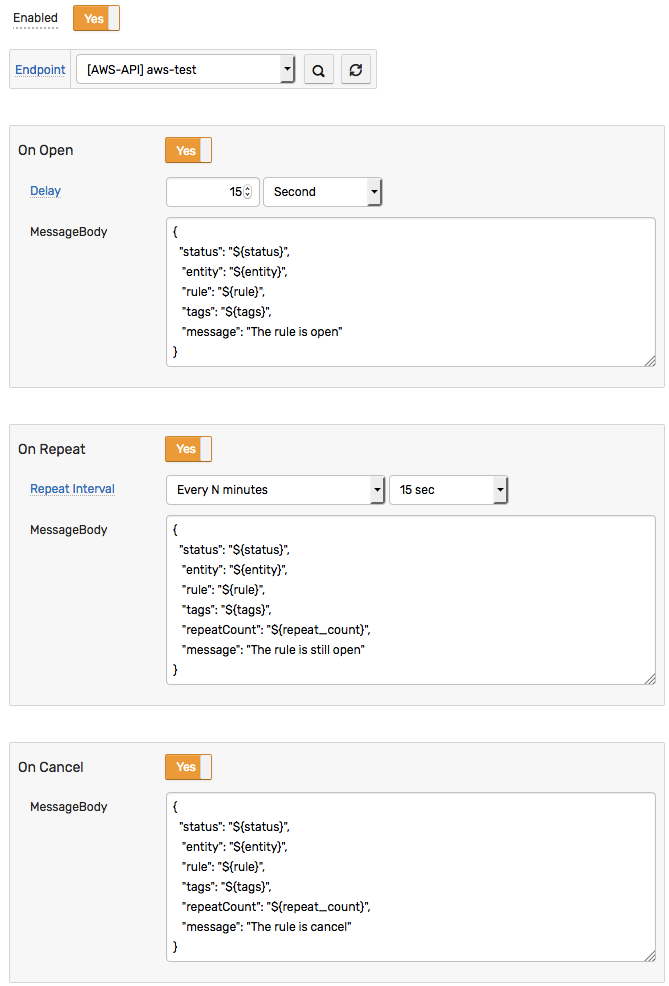 Enabled Yes
Endpoint [AWS-API] aws-test
On Open Yes
Delay 15 Second
MessageBody
{
"status": "${status}",
"entity": "${entity}",
"rule": "${rule}",
"tags": "${tags}",
"message": "The rule is open"
}
On Repeat Yes
Repeat Interval Every N minutes 15 sec
MessageBody
{
"status": "${status}",
"entity": "${entity}",
"rule": "${rule}",
"tags": "${tags}",
"repeatCount": "${repeat_count}",
"message": "The rule is still open"
}
On Cancel Yes
MessageBody
{
"status": "${status}",
"entity": "${entity}",
"rule": "${rule}",
"tags": "${tags}",
"repeatCount": "${repeat_count}",
"message": "The rule is cancel"
}